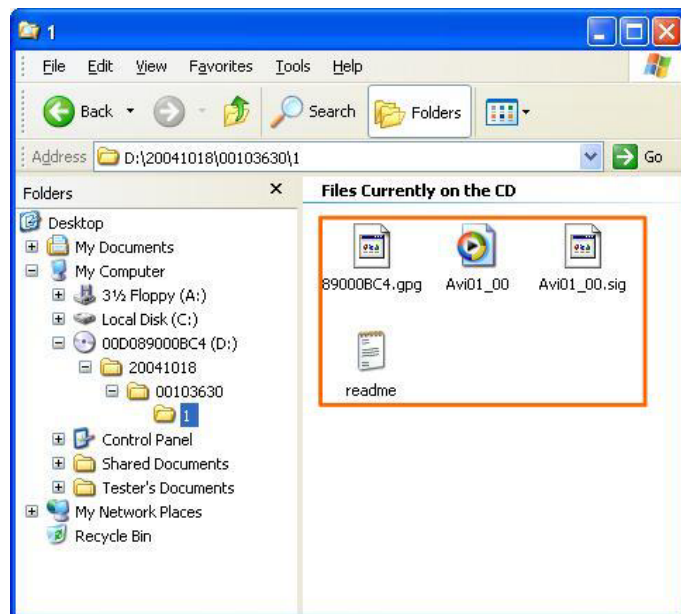 1
File Edit View Favorites Tools Help
Back Search Folders
Address D:\20041018\00103630\1 Go
Folders x
Files Currently on the CD
Desktop
My Documents
My Computer
3½ Floppy (A:)
Local Disk (C:)
00D089000BC4 (D:)
20041018
00103630
1
Control Panel
Shared Documents
Tester's Documents
My Network Places
Recycle Bin
89000BC4.gpg Avi01_00 Avi01_00.sig
readme